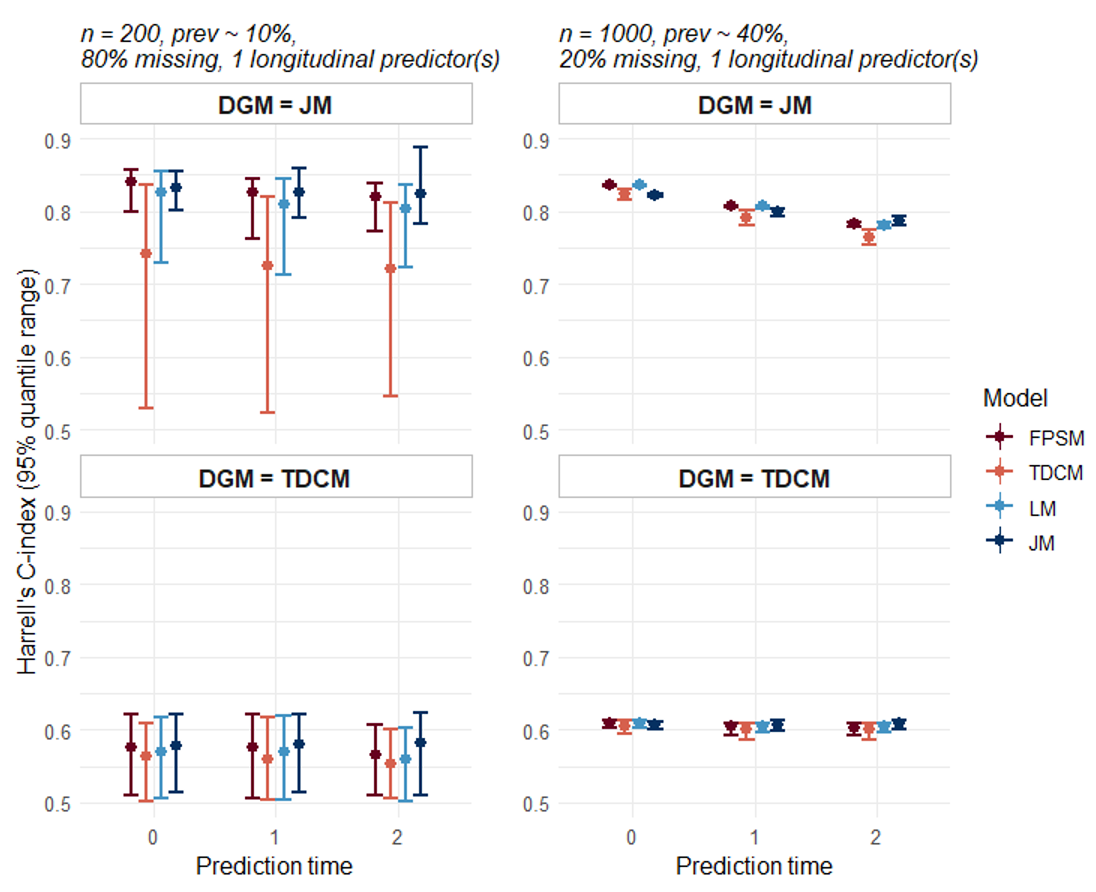 n = 200, prev ~ 10%,
80% missing, 1 longitudinal predictor(s)
n = 1000, prev ~ 40%,
20% missing, 1 longitudinal predictor(s)
DGM = JM
DGM = JM
0.9
0.8
0.7
0.6
0.5
0.9
0.8
0.7
0.6
0.5
Harrell's C-index (95% quantile range)
DGM = TDCM
DGM = TDCM
0.9
0.8
0.7
0.6
0.5
0.9
0.8
0.7
0.6
0.5
0 1 2
0 1 2
Prediction time
Prediction time
Model
FPSM
TDCM
LM
JM